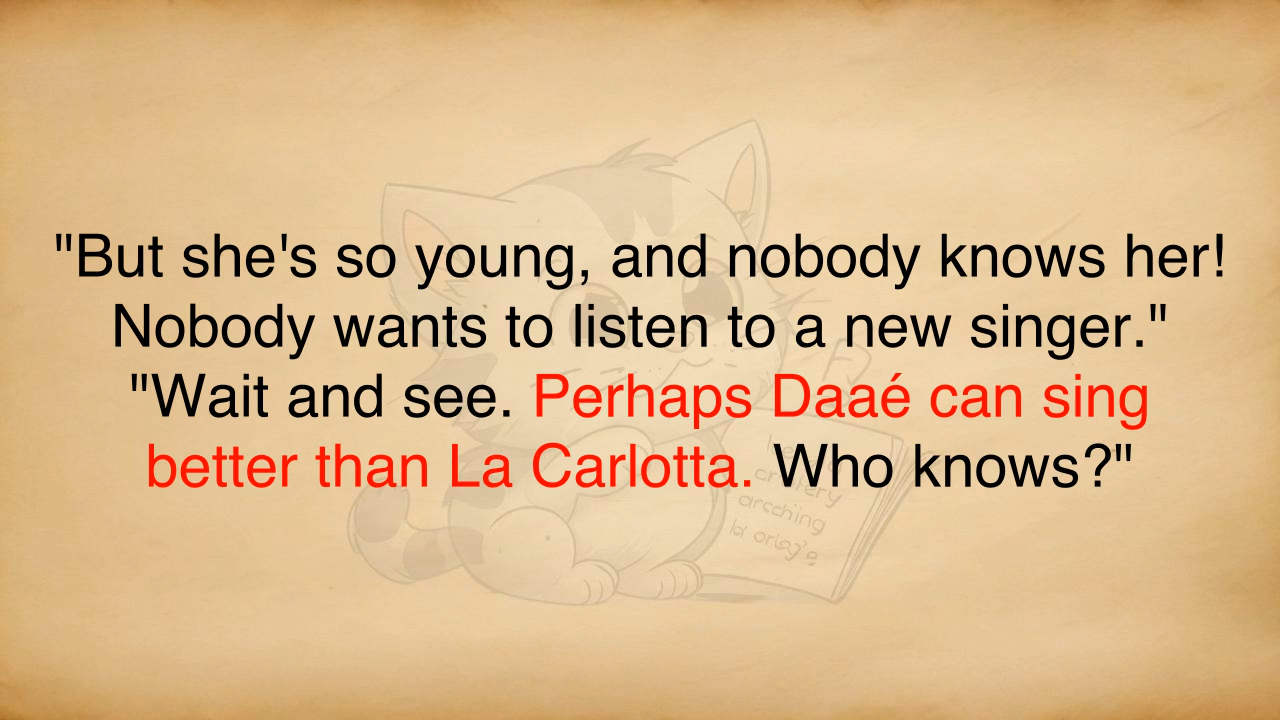 "But she's so young, and nobody knows her!
Nobody wants to listen to a new singer."
"Wait and see. Perhaps Daaé can sing
better than La Carlotta. Who knows?"